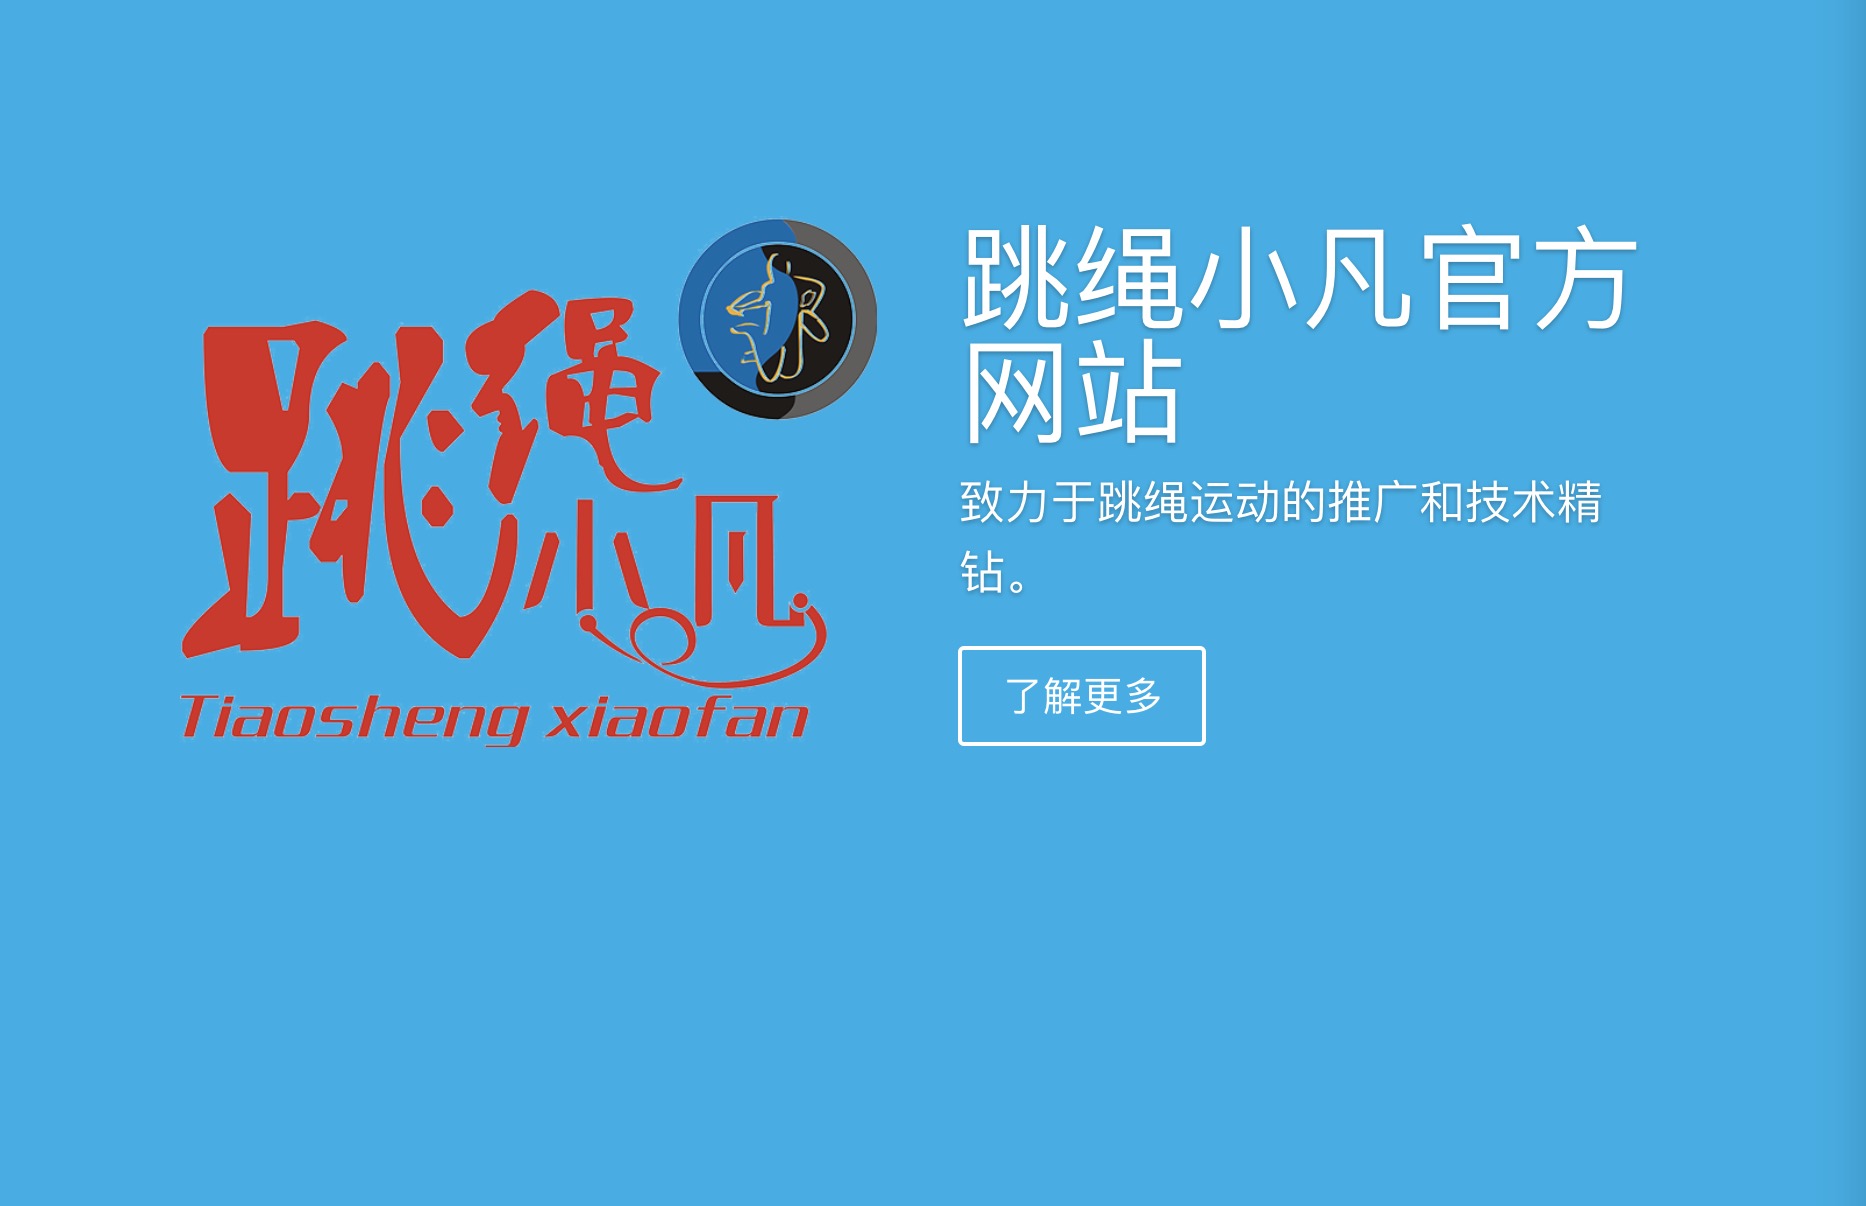 跳绳
小凡
Tiaosheng xiaofan
跳绳小凡官方
网站
致力于跳绳运动的推广和技术精
钻。
了解更多